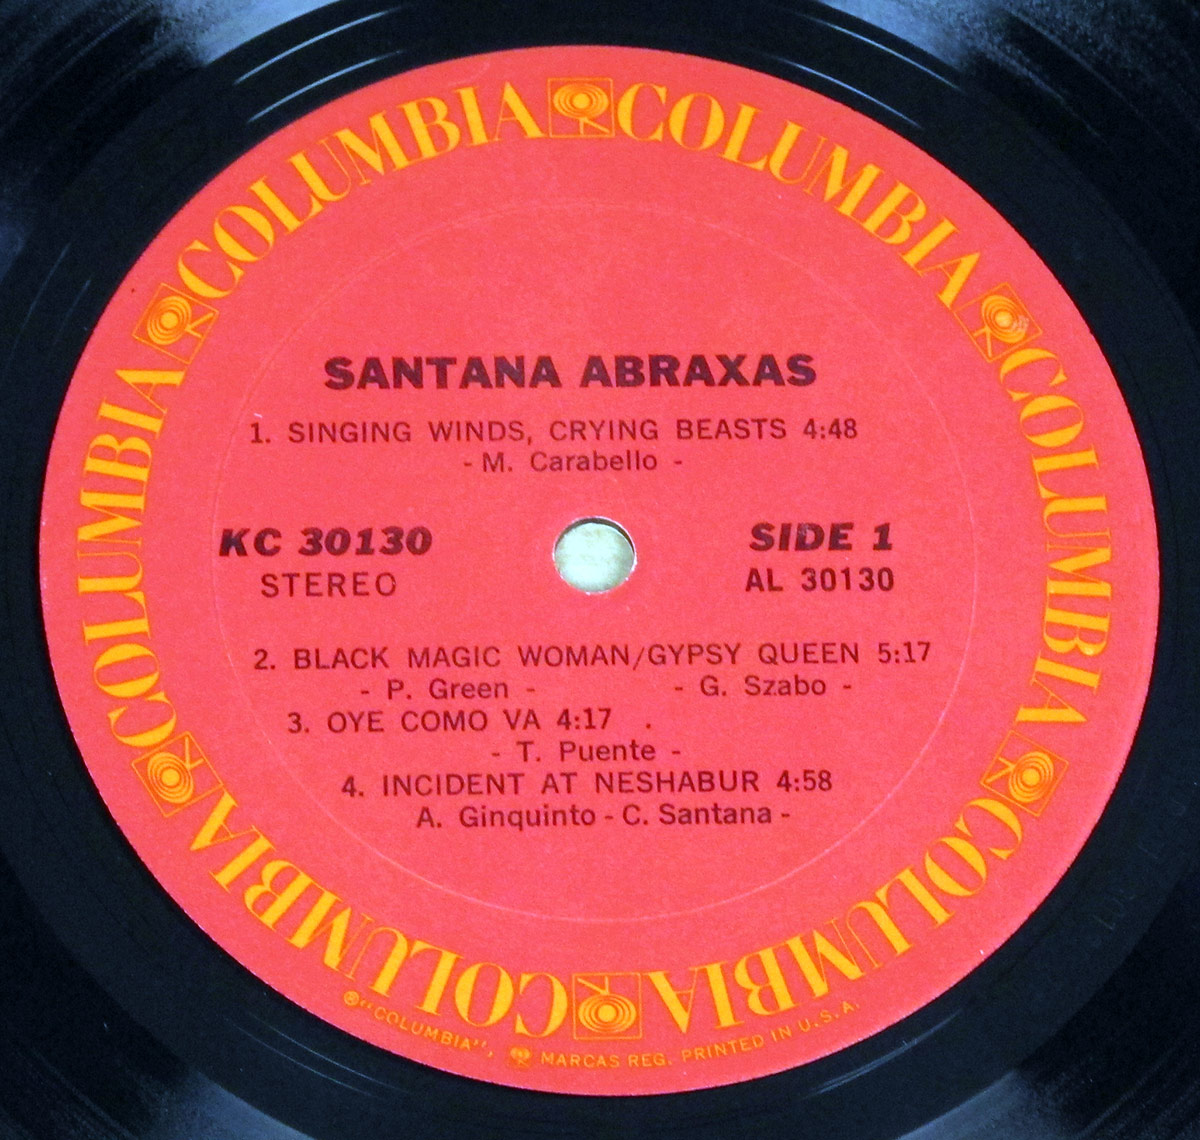 COLUMBIA COLUMBIA COLUMBIA COLUMBIA COLUMBIA COLUMBIA
SANTANA ABRAXAS
1. SINGING WINDS, CRYING BEASTS 4:48
- M. Carabello -
KC 30130
STEREO
SIDE 1
AL 30130
2. BLACK MAGIC WOMAN/GYPSY QUEEN 5:17
- P. Green - - G. Szabo -
3. OYE COMO VA 4:17 .
- T. Puente -
4. INCIDENT AT NESHABUR 4:58
A. Ginquinto - C. Santana -
®"COLUMBIA", MARCAS REG. PRINTED IN U.S.A.